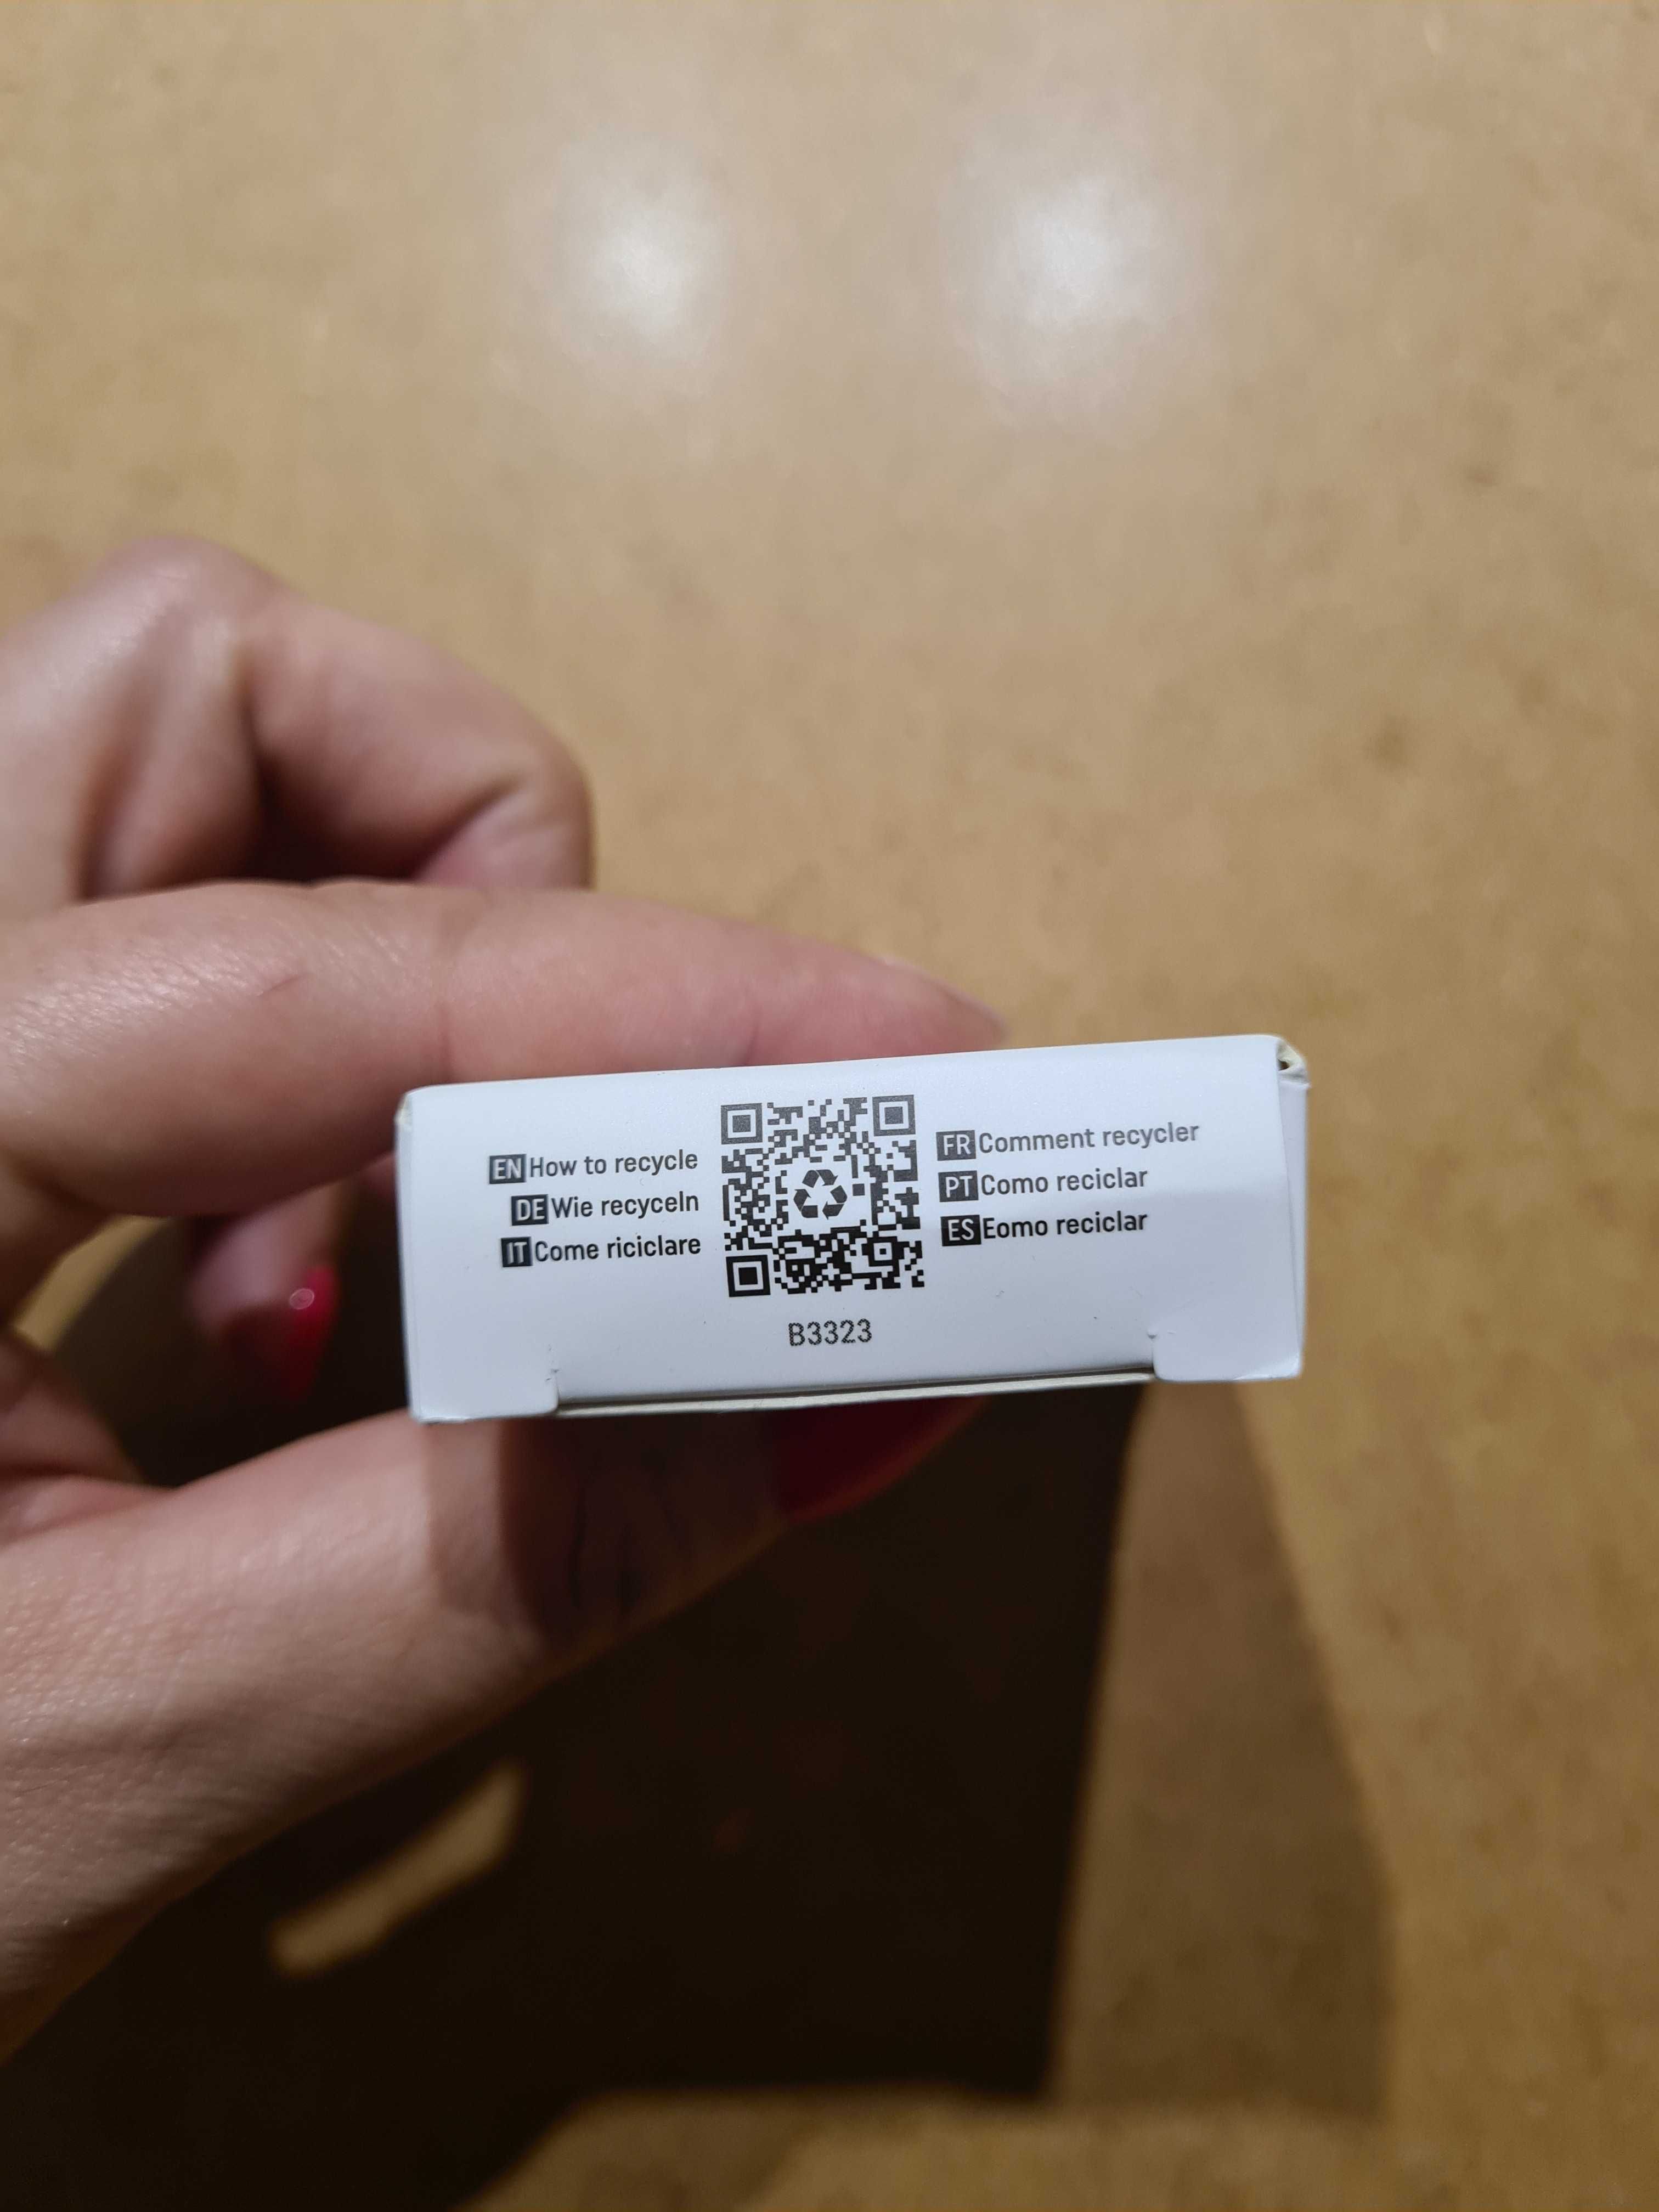 EN How to recycle
DE Wie recyceln
IT Come riciclare
FR Comment recycler
PT Como reciclar
ES Eomo reciclar
B3323